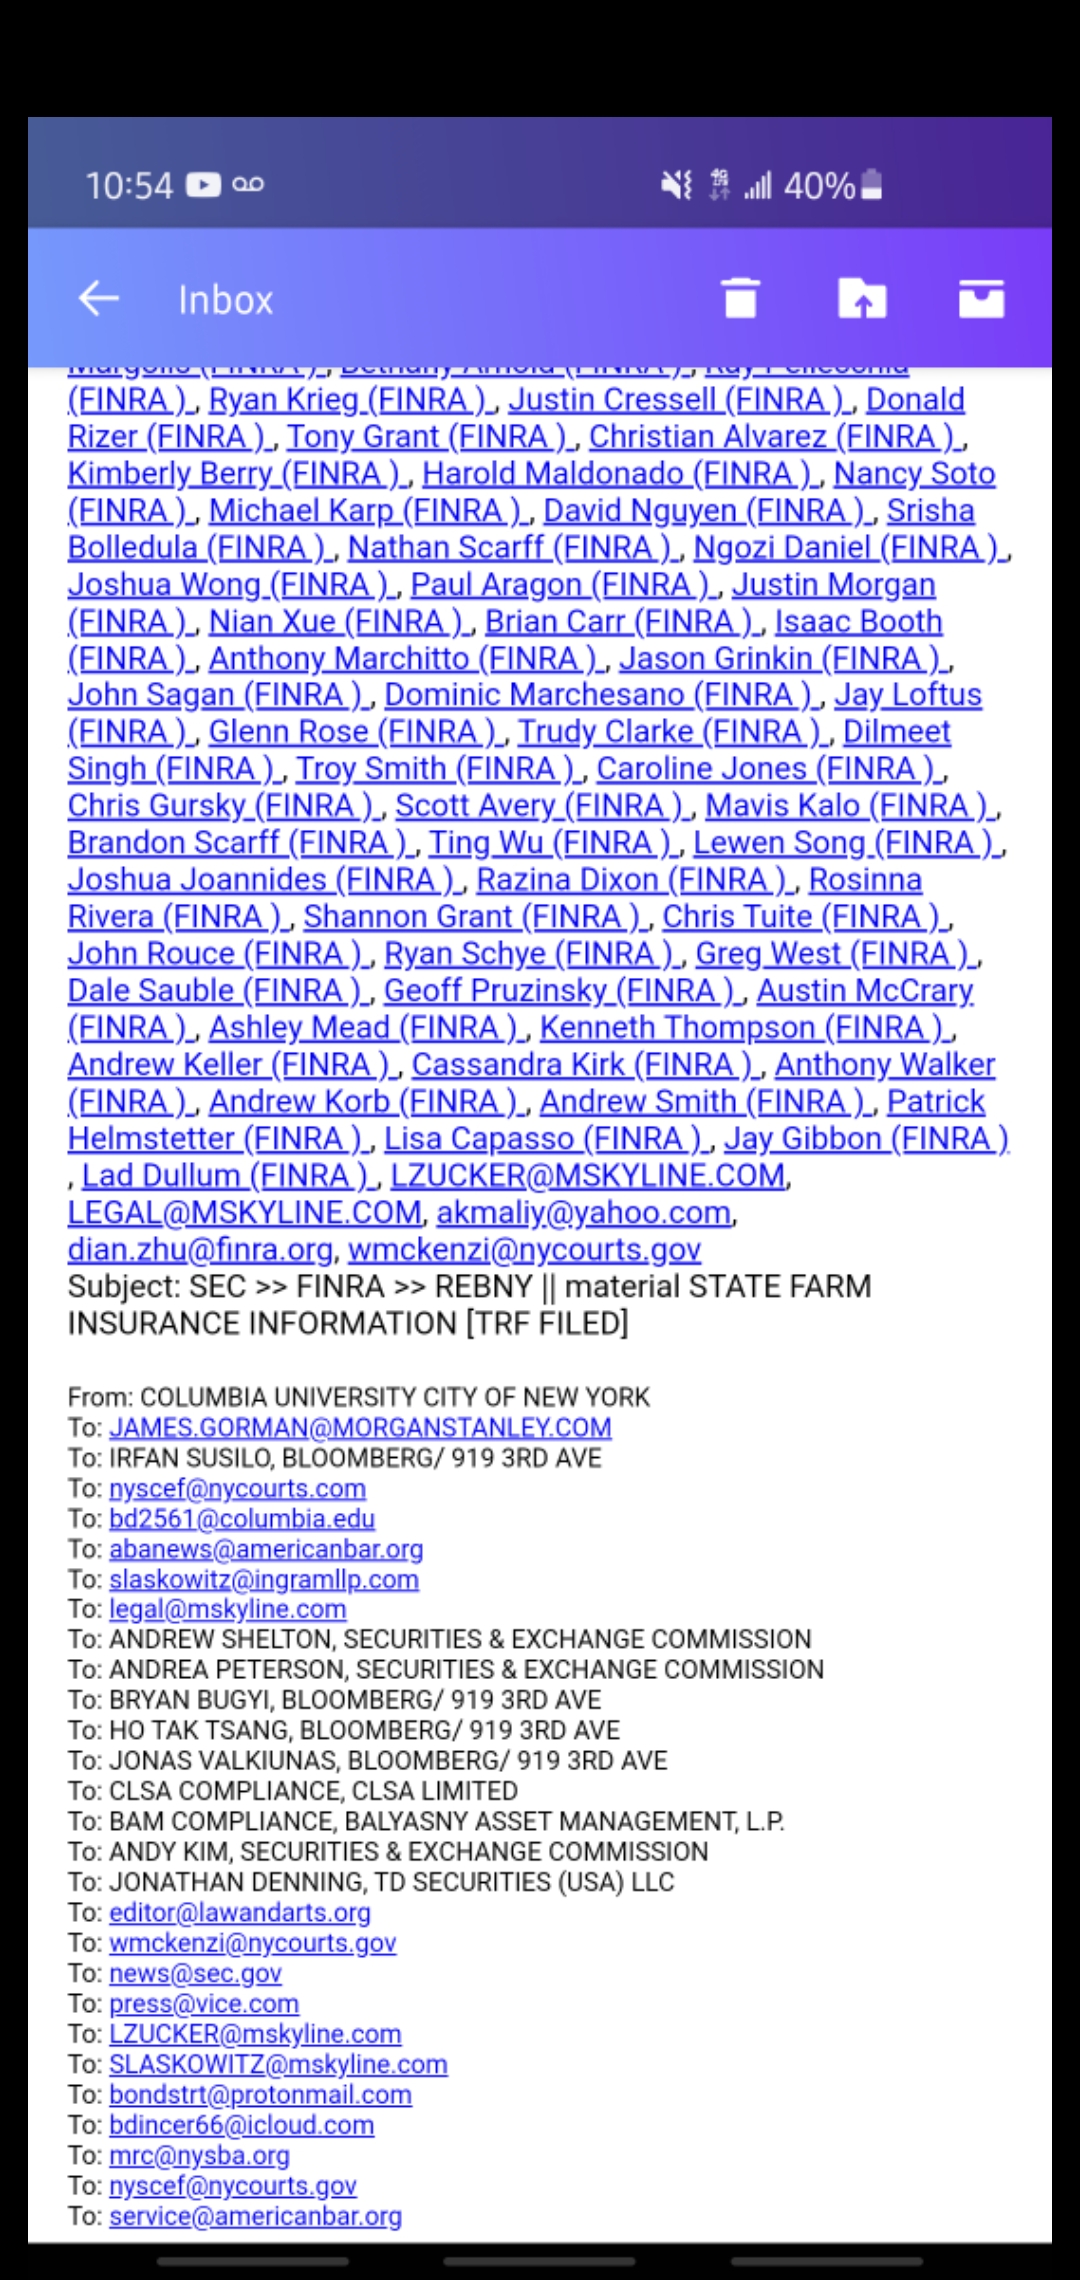 10:54 40%
Inbox
Margolis (FINRA ) , Bethany Arnold (FINRA ) , Ray Pellecchia
(FINRA ) , Ryan Krieg (FINRA ) , Justin Cressell (FINRA ) , Donald
Rizer (FINRA ) , Tony Grant (FINRA ) , Christian Alvarez (FINRA ) ,
Kimberly Berry (FINRA ) , Harold Maldonado (FINRA ) , Nancy Soto
(FINRA ) , Michael Karp (FINRA ) , David Nguyen (FINRA ) , Srisha
Bolledula (FINRA ) , Nathan Scarff (FINRA ) , Ngozi Daniel (FINRA ) ,
Joshua Wong (FINRA ) , Paul Aragon (FINRA ) , Justin Morgan
(FINRA ) , Nian Xue (FINRA ) , Brian Carr (FINRA ) , Isaac Booth
(FINRA ) , Anthony Marchitto (FINRA ) , Jason Grinkin (FINRA ) ,
John Sagan (FINRA ) , Dominic Marchesano (FINRA ) , Jay Loftus
(FINRA ) , Glenn Rose (FINRA ) , Trudy Clarke (FINRA ) , Dilmeet
Singh (FINRA ) , Troy Smith (FINRA ) , Caroline Jones (FINRA ) ,
Chris Gursky (FINRA ) , Scott Avery (FINRA ) , Mavis Kalo (FINRA ) ,
Brandon Scarff (FINRA ) , Ting Wu (FINRA ) , Lewen Song (FINRA ) ,
Joshua Joannides (FINRA ) , Razina Dixon (FINRA ) , Rosinna
Rivera (FINRA ) , Shannon Grant (FINRA ) , Chris Tuite (FINRA ) ,
John Rouce (FINRA ) , Ryan Schye (FINRA ) , Greg West (FINRA ) ,
Dale Sauble (FINRA ) , Geoff Pruzinsky (FINRA ) , Austin McCrary
(FINRA ) , Ashley Mead (FINRA ) , Kenneth Thompson (FINRA ) ,
Andrew Keller (FINRA ) , Cassandra Kirk (FINRA ) , Anthony Walker
(FINRA ) , Andrew Korb (FINRA ) , Andrew Smith (FINRA ) , Patrick
Helmstetter (FINRA ) , Lisa Capasso (FINRA ) , Jay Gibbon (FINRA )
, Lad Dullum (FINRA ) , LZUCKER@MSKYLINE.COM,
LEGAL@MSKYLINE.COM, akmaliy@yahoo.com,
dian.zhu@finra.org, wmckenzi@nycourts.gov
Subject: SEC >> FINRA >> REBNY || material STATE FARM
INSURANCE INFORMATION [TRF FILED]
From: COLUMBIA UNIVERSITY CITY OF NEW YORK
To: JAMES.GORMAN@MORGANSTANLEY.COM
To: IRFAN SUSILO, BLOOMBERG/ 919 3RD AVE
To: nyscef@nycourts.com
To: bd2561@columbia.edu
To: abanews@americanbar.org
To: slaskowitz@ingramllp.com
To: legal@mskyline.com
To: ANDREW SHELTON, SECURITIES & EXCHANGE COMMISSION
To: ANDREA PETERSON, SECURITIES & EXCHANGE COMMISSION
To: BRYAN BUGYI, BLOOMBERG/ 919 3RD AVE
To: HO TAK TSANG, BLOOMBERG/ 919 3RD AVE
To: JONAS VALKIUNAS, BLOOMBERG/ 919 3RD AVE
To: CLSA COMPLIANCE, CLSA LIMITED
To: BAM COMPLIANCE, BALYASNY ASSET MANAGEMENT, L.P.
To: ANDY KIM, SECURITIES & EXCHANGE COMMISSION
To: JONATHAN DENNING, TD SECURITIES (USA) LLC
To: editor@lawandarts.org
To: wmckenzi@nycourts.gov
To: news@sec.gov
To: press@vice.com
To: LZUCKER@mskyline.com
To: SLASKOWITZ@mskyline.com
To: bondstrt@protonmail.com
To: bdincer66@icloud.com
To: mrc@nysba.org
To: nyscef@nycourts.gov
To: service@americanbar.org